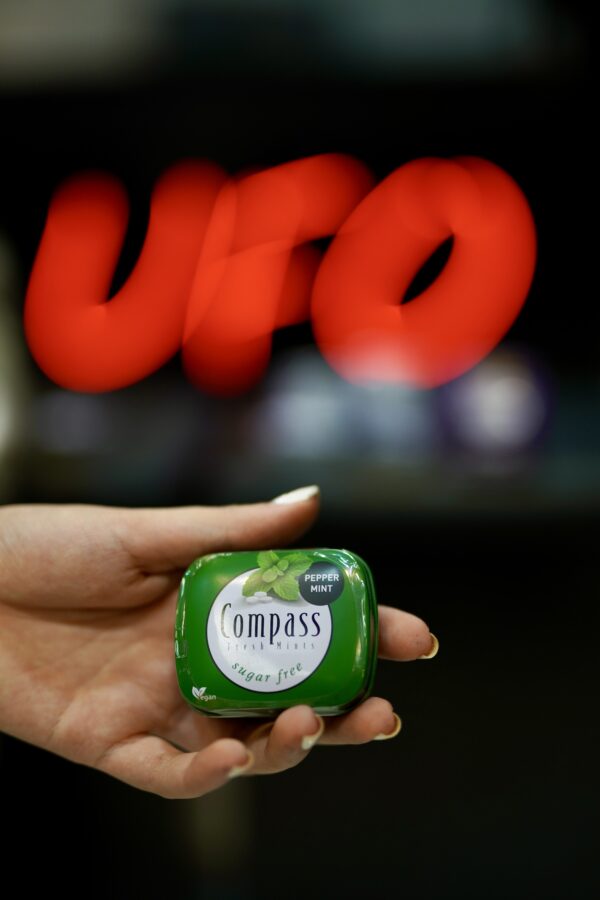 UFO
PEPPER
MINT
Compass
Fresh Mints
sugar free
Vegan